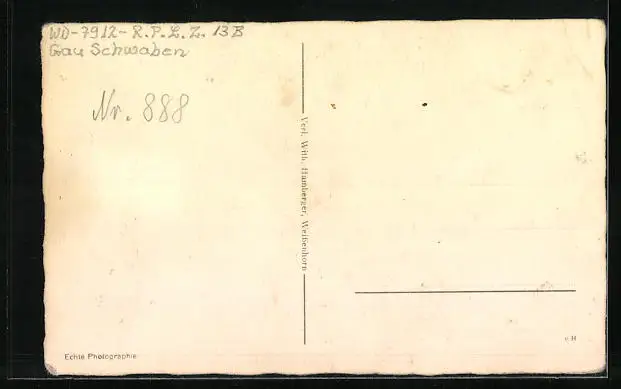 WD-7912-R.P.L.Z. 13B
Gau Schwaben
Nr. 888
Verl. Wilh. Hamberger, Weißenhorn
Echte Photographie